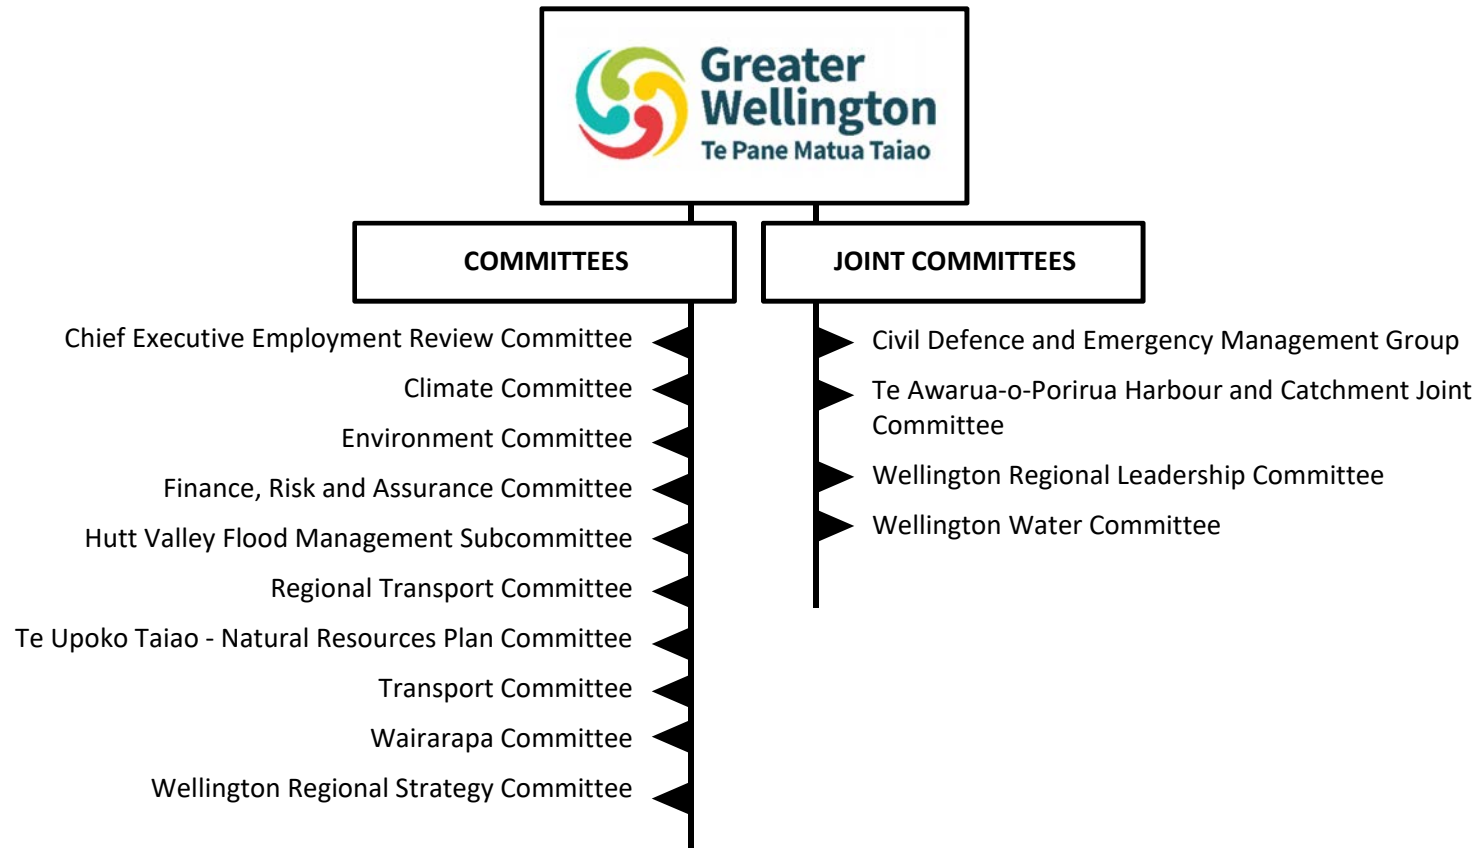 Greater
Wellington
Te Pane Matua Taiao
COMMITTEES
Chief Executive Employment Review Committee
Climate Committee
Environment Committee
Finance, Risk and Assurance Committee
Hutt Valley Flood Management Subcommittee
Regional Transport Committee
Te Upoko Taiao - Natural Resources Plan Committee
Transport Committee
Wairarapa Committee
Wellington Regional Strategy Committee
JOINT COMMITTEES
Civil Defence and Emergency Management Group
Te Awarua-o-Porirua Harbour and Catchment Joint
Committee
Wellington Regional Leadership Committee
Wellington Water Committee